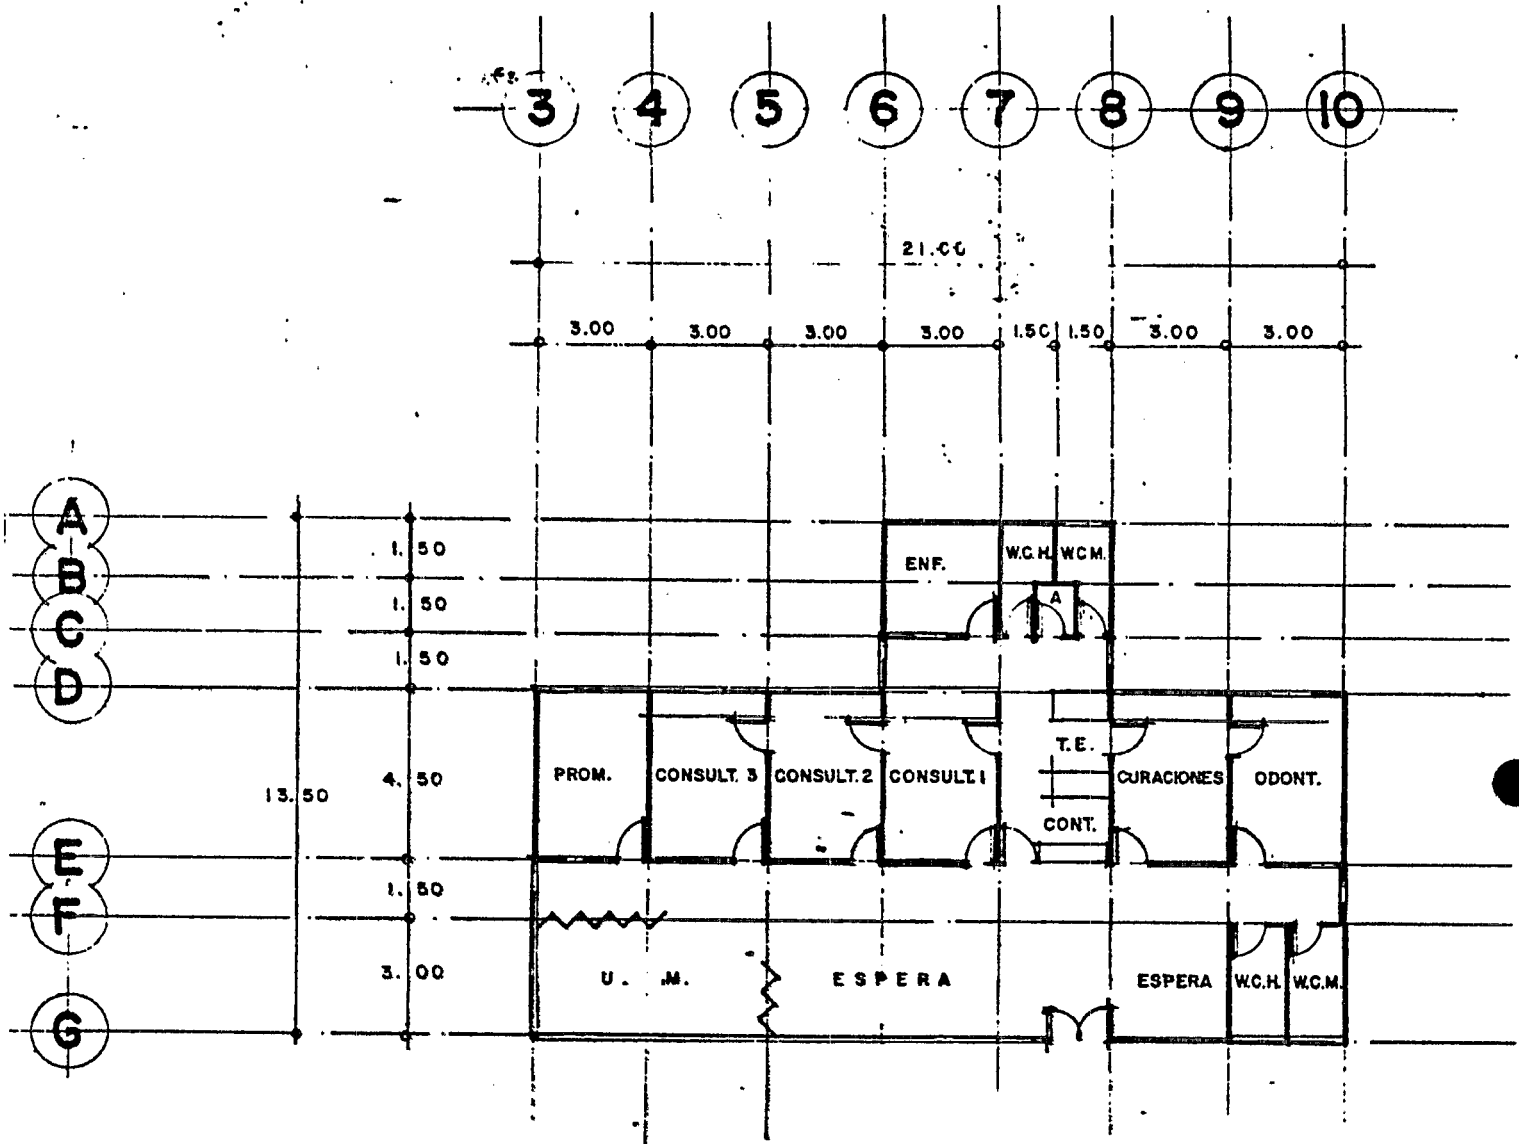 3 4 5 6 7 8 9 10
21.00
3.00 3.00 3.00 3.00 1.50 1.50 3.00 3.00
A
1.50
B
1.50
C
1.50
D
4.50
13.50
E
1.50
F
3.00
G
ENF. W.C.H. W.C.M.
A
T.E.
PROM. CONSULT. 3 CONSULT. 2 CONSULT. 1 CURACIONES ODONT.
CONT.
U. .M. ESPERA ESPERA W.C.H. W.C.M.